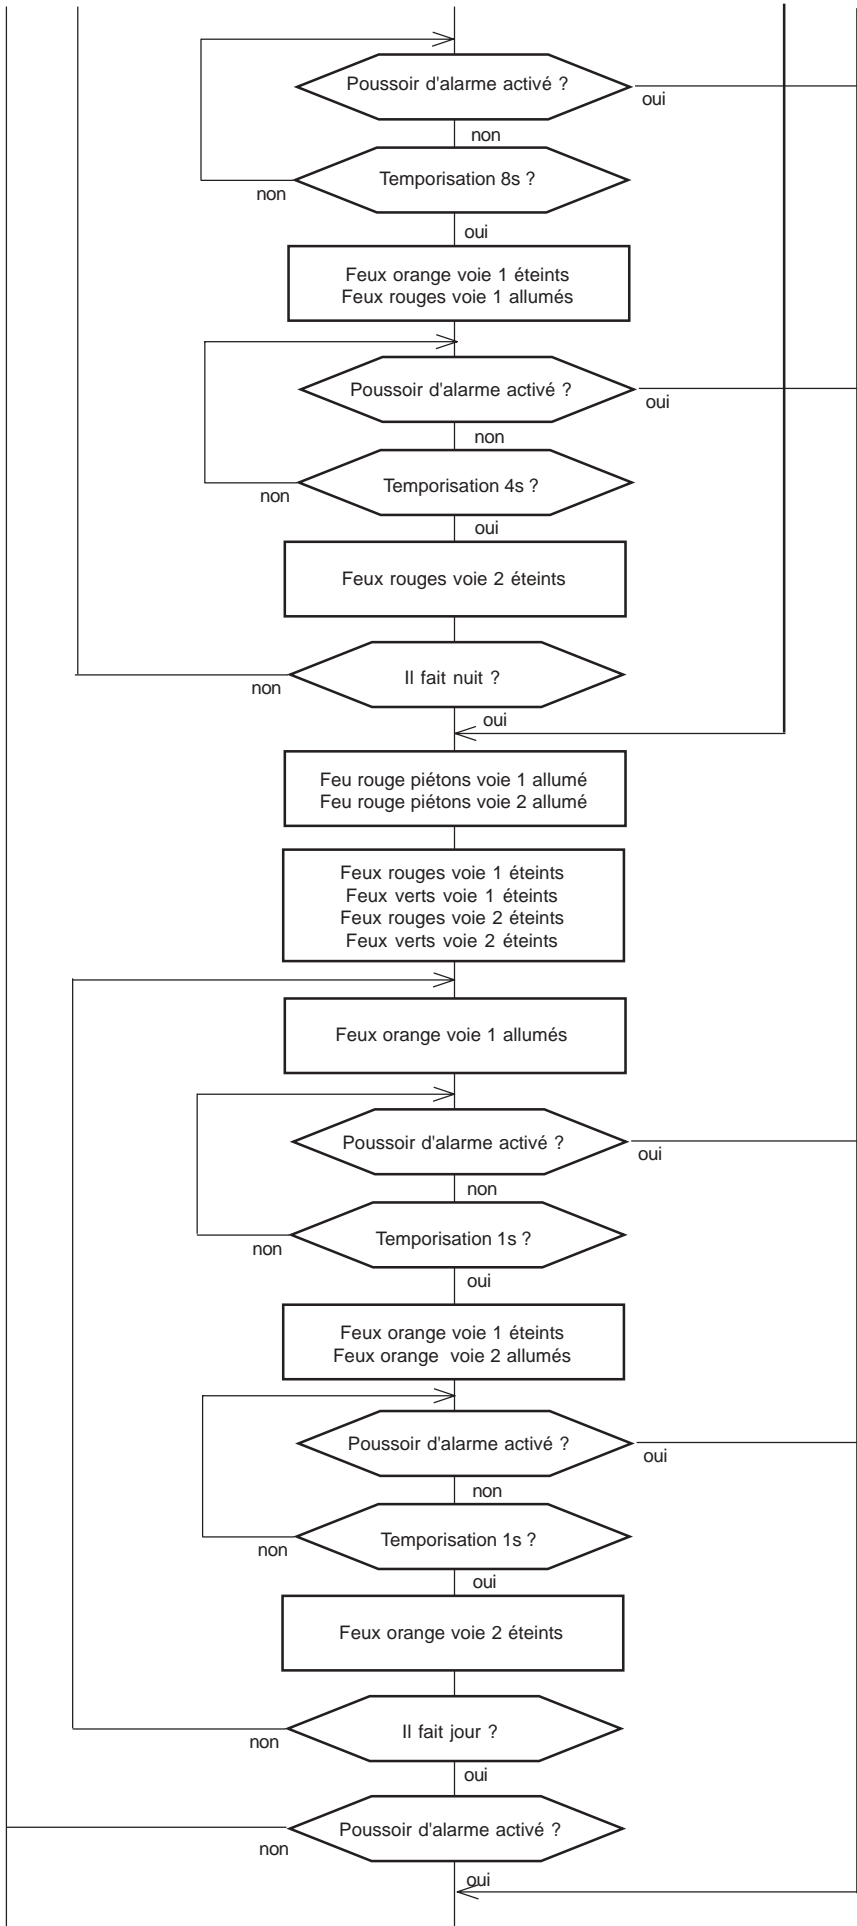 Poussoir d'alarme activé ?
oui
non
Temporisation 8s ?
non
oui
Feux orange voie 1 éteints
Feux rouges voie 1 allumés
Poussoir d'alarme activé ?
oui
non
Temporisation 4s ?
non
oui
Feux rouges voie 2 éteints
Il fait nuit ?
non
oui
Feu rouge piétons voie 1 allumé
Feu rouge piétons voie 2 allumé
Feux rouges voie 1 éteints
Feux verts voie 1 éteints
Feux rouges voie 2 éteints
Feux verts voie 2 éteints
Feux orange voie 1 allumés
Poussoir d'alarme activé ?
oui
non
Temporisation 1s ?
non
oui
Feux orange voie 1 éteints
Feux orange voie 2 allumés
Poussoir d'alarme activé ?
oui
non
Temporisation 1s ?
non
oui
Feux orange voie 2 éteints
Il fait jour ?
non
oui
Poussoir d'alarme activé ?
non
oui